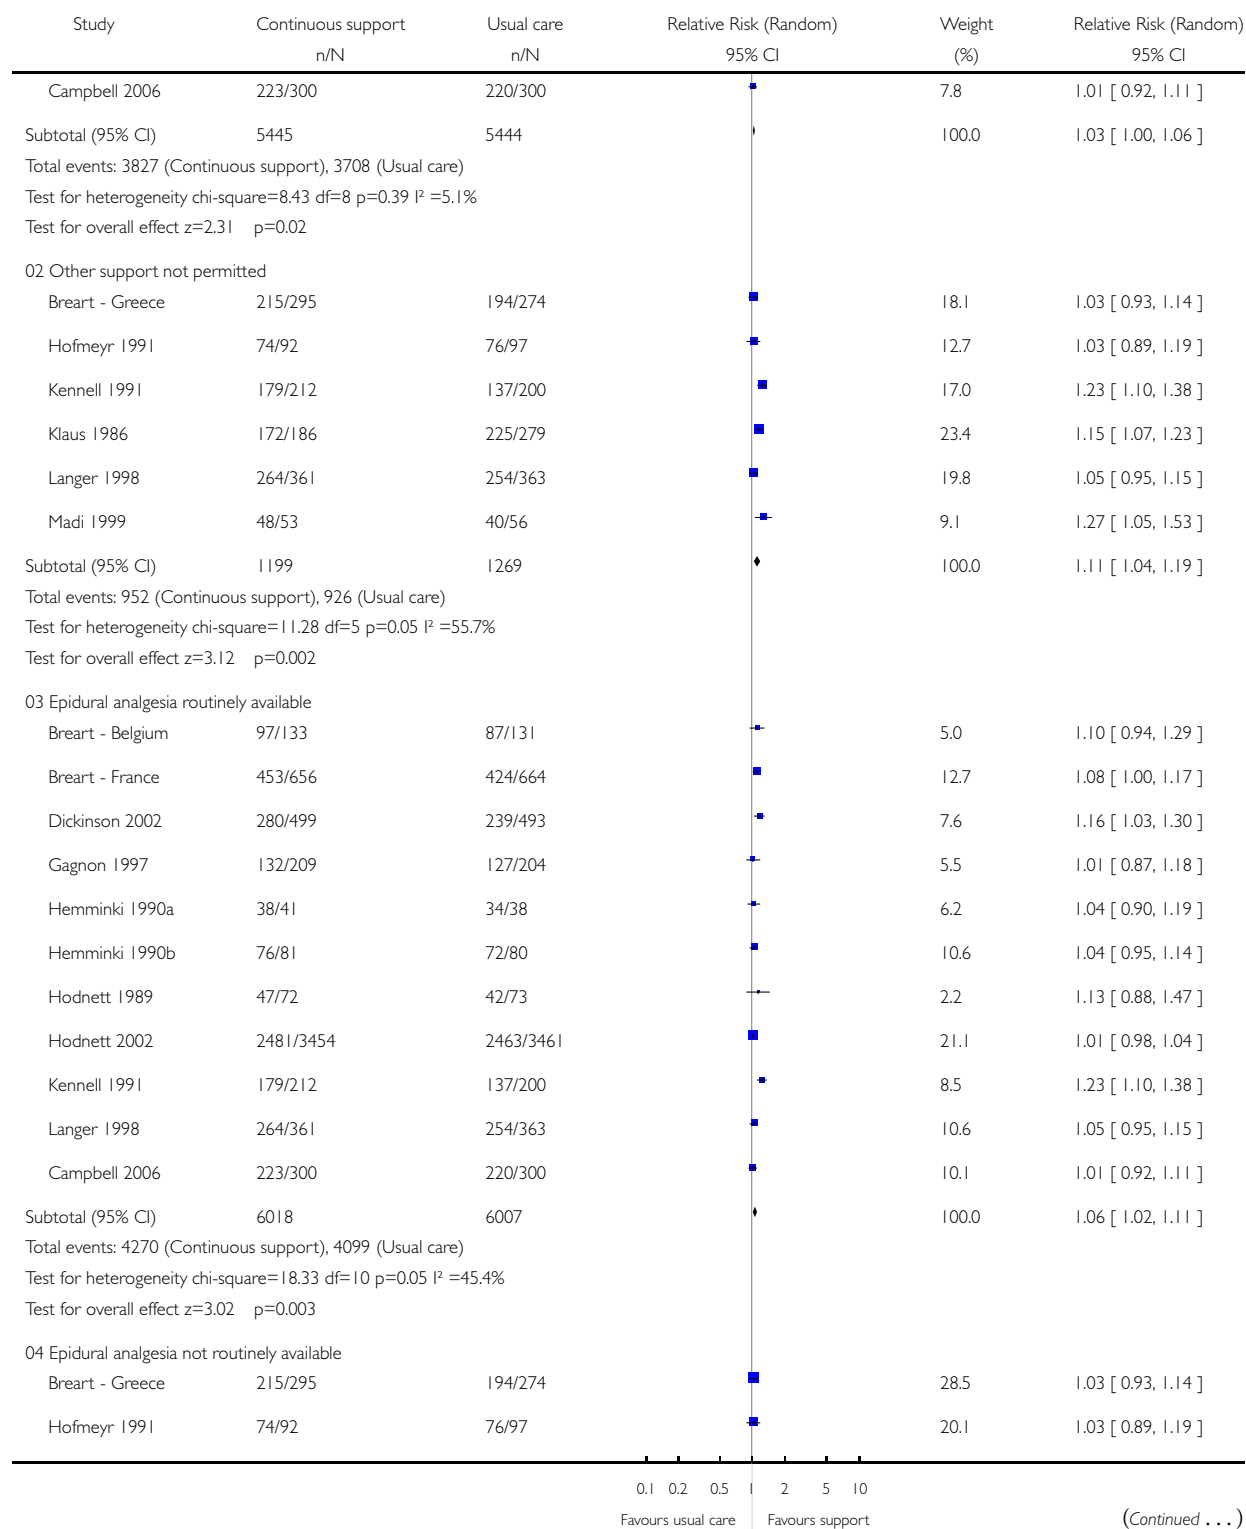 Study Continuous support Usual care Relative Risk (Random) Weight Relative Risk (Random)
n/N n/N 95% CI (%) 95% CI
Campbell 2006 223/300 220/300 7.8 1.01 [ 0.92, 1.11 ]
Subtotal (95% CI) 5445 5444 100.0 1.03 [ 1.00, 1.06 ]
Total events: 3827 (Continuous support), 3708 (Usual care)
Test for heterogeneity chi-square=8.43 df=8 p=0.39 I² =5.1%
Test for overall effect z=2.31 p=0.02
02 Other support not permitted
Breart - Greece 215/295 194/274 18.1 1.03 [ 0.93, 1.14 ]
Hofmeyr 1991 74/92 76/97 12.7 1.03 [ 0.89, 1.19 ]
Kennell 1991 179/212 137/200 17.0 1.23 [ 1.10, 1.38 ]
Klaus 1986 172/186 225/279 23.4 1.15 [ 1.07, 1.23 ]
Langer 1998 264/361 254/363 19.8 1.05 [ 0.95, 1.15 ]
Madi 1999 48/53 40/56 9.1 1.27 [ 1.05, 1.53 ]
Subtotal (95% CI) 1199 1269 100.0 1.11 [ 1.04, 1.19 ]
Total events: 952 (Continuous support), 926 (Usual care)
Test for heterogeneity chi-square=11.28 df=5 p=0.05 I² =55.7%
Test for overall effect z=3.12 p=0.002
03 Epidural analgesia routinely available
Breart - Belgium 97/133 87/131 5.0 1.10 [ 0.94, 1.29 ]
Breart - France 453/656 424/664 12.7 1.08 [ 1.00, 1.17 ]
Dickinson 2002 280/499 239/493 7.6 1.16 [ 1.03, 1.30 ]
Gagnon 1997 132/209 127/204 5.5 1.01 [ 0.87, 1.18 ]
Hemminki 1990a 38/41 34/38 6.2 1.04 [ 0.90, 1.19 ]
Hemminki 1990b 76/81 72/80 10.6 1.04 [ 0.95, 1.14 ]
Hodnett 1989 47/72 42/73 2.2 1.13 [ 0.88, 1.47 ]
Hodnett 2002 2481/3454 2463/3461 21.1 1.01 [ 0.98, 1.04 ]
Kennell 1991 179/212 137/200 8.5 1.23 [ 1.10, 1.38 ]
Langer 1998 264/361 254/363 10.6 1.05 [ 0.95, 1.15 ]
Campbell 2006 223/300 220/300 10.1 1.01 [ 0.92, 1.11 ]
Subtotal (95% CI) 6018 6007 100.0 1.06 [ 1.02, 1.11 ]
Total events: 4270 (Continuous support), 4099 (Usual care)
Test for heterogeneity chi-square=18.33 df=10 p=0.05 I² =45.4%
Test for overall effect z=3.02 p=0.003
04 Epidural analgesia not routinely available
Breart - Greece 215/295 194/274 28.5 1.03 [ 0.93, 1.14 ]
Hofmeyr 1991 74/92 76/97 20.1 1.03 [ 0.89, 1.19 ]
0.1 0.2 0.5 1 2 5 10
Favours usual care Favours support (Continued . . . )